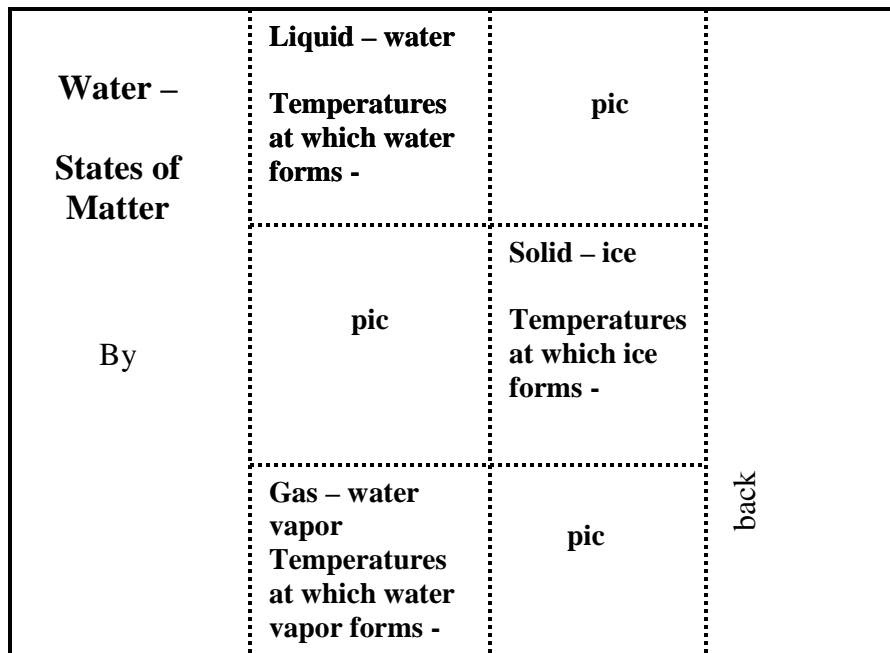 Water –
States of
Matter
By
Liquid – water
Temperatures
at which water
forms -
pic
pic
Solid – ice
Temperatures
at which ice
forms -
Gas – water
vapor
Temperatures
at which water
vapor forms -
pic
back